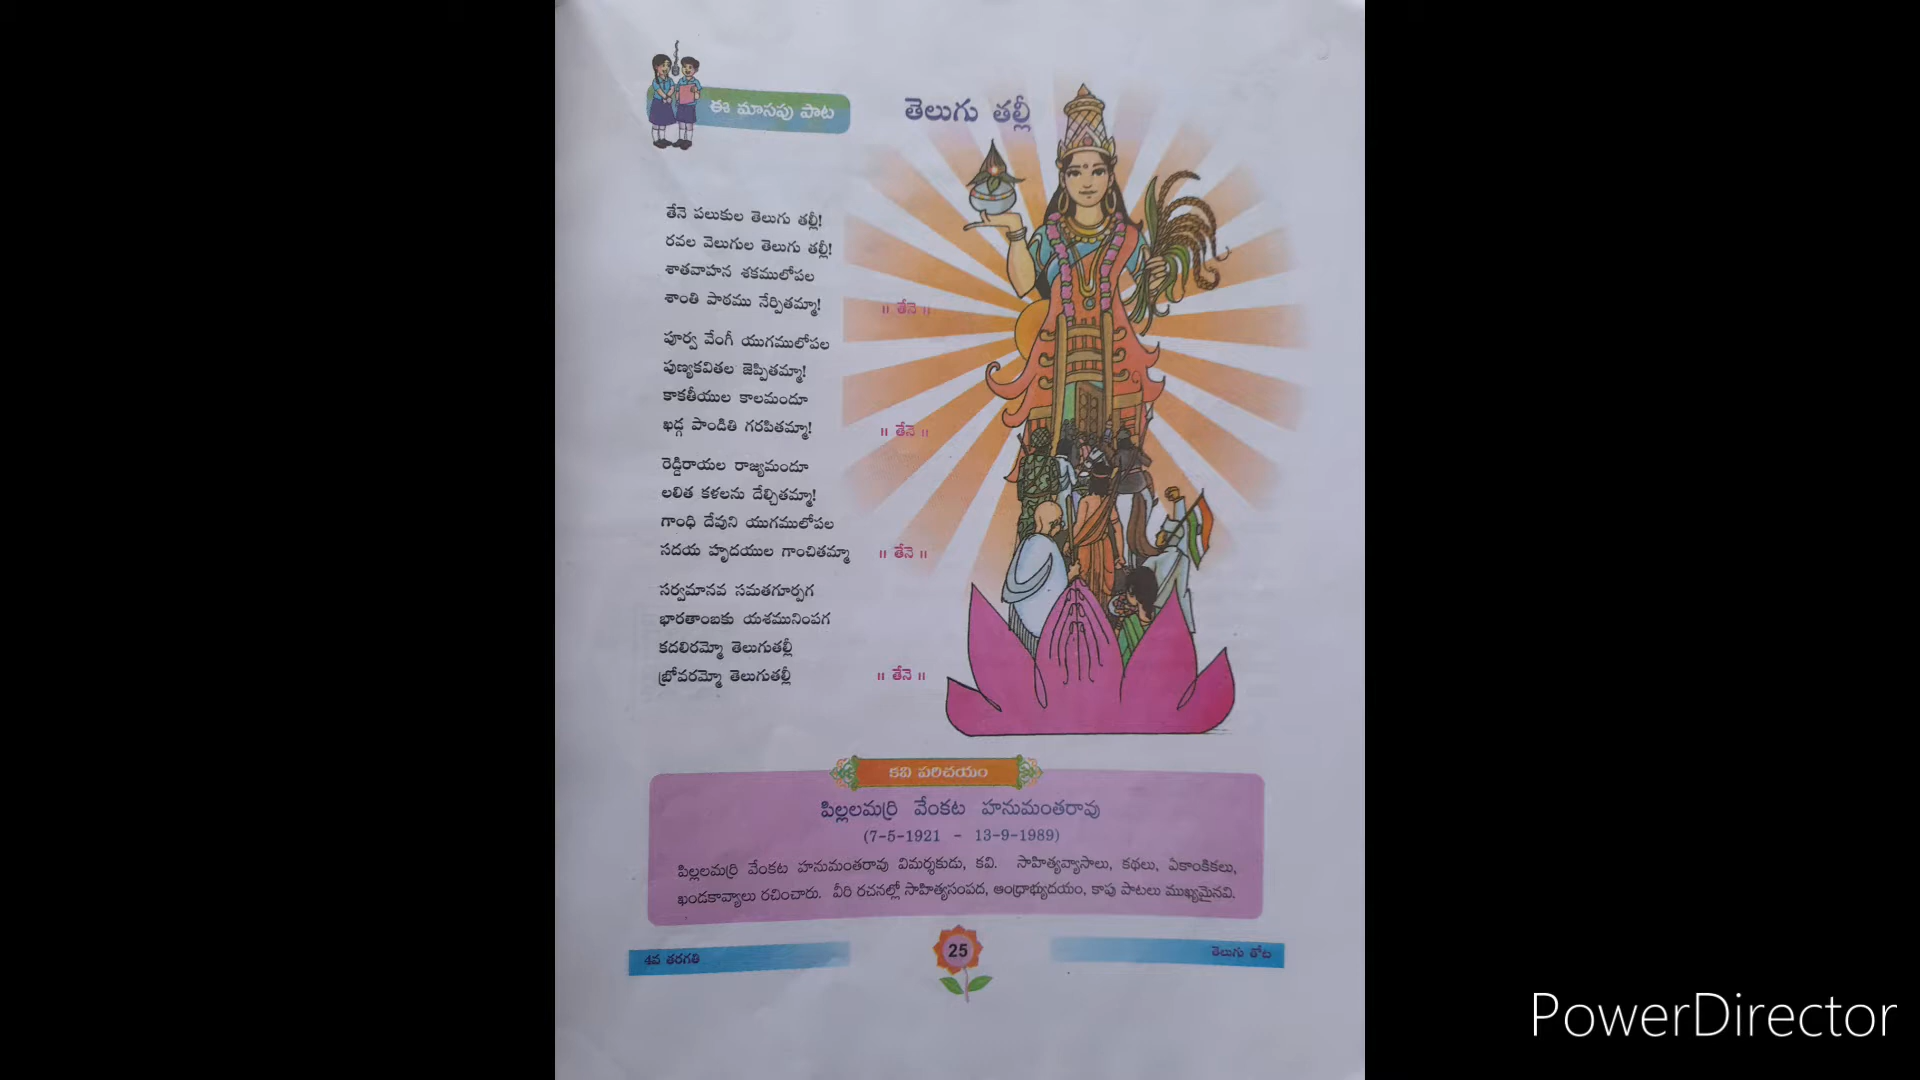 ఈ మాసపు పాట
తెలుగు తల్లీ
తేనె పలుకుల తెలుగు తల్లీ!
రవల వెలుగుల తెలుగు తల్లీ!
శాతవాహన శకములోపల
శాంతి పాఠము నేర్పితమ్మా! ॥ తేనె ॥
పూర్వ వేంగీ యుగములోపల
పుణ్యకవితల జెప్పితమ్మా!
కాకతీయుల కాలమందూ
ఖడ్గ పాండితి గరపితమ్మా! ॥ తేనె ॥
రెడ్డిరాయల రాజ్యమందూ
లలిత కళలను దేల్చితమ్మా!
గాంధి దేవుని యుగములోపల
సదయ హృదయుల గాంచితమ్మా ॥ తేనె ॥
సర్వమానవ సమతగూర్పగ
భారతాంబకు యశమునింపగ
కదలిరమ్మో తెలుగుతల్లీ
బ్రోవరమ్మో తెలుగుతల్లీ ॥ తేనె ॥
కవి పరిచయం
పిల్లలమర్రి వేంకట హనుమంతరావు
(7-5-1921 - 13-9-1989)
పిల్లలమర్రి వేంకట హనుమంతరావు విమర్శకుడు, కవి. సాహిత్యవ్యాసాలు, కథలు, ఏకాంకికలు,
ఖండకావ్యాలు రచించారు. వీరి రచనల్లో సాహిత్యసంపద, ఆంధ్రాభ్యుదయం, కాపు పాటలు ముఖ్యమైనవి.
4వ తరగతి
25
తెలుగు తోట
PowerDirector